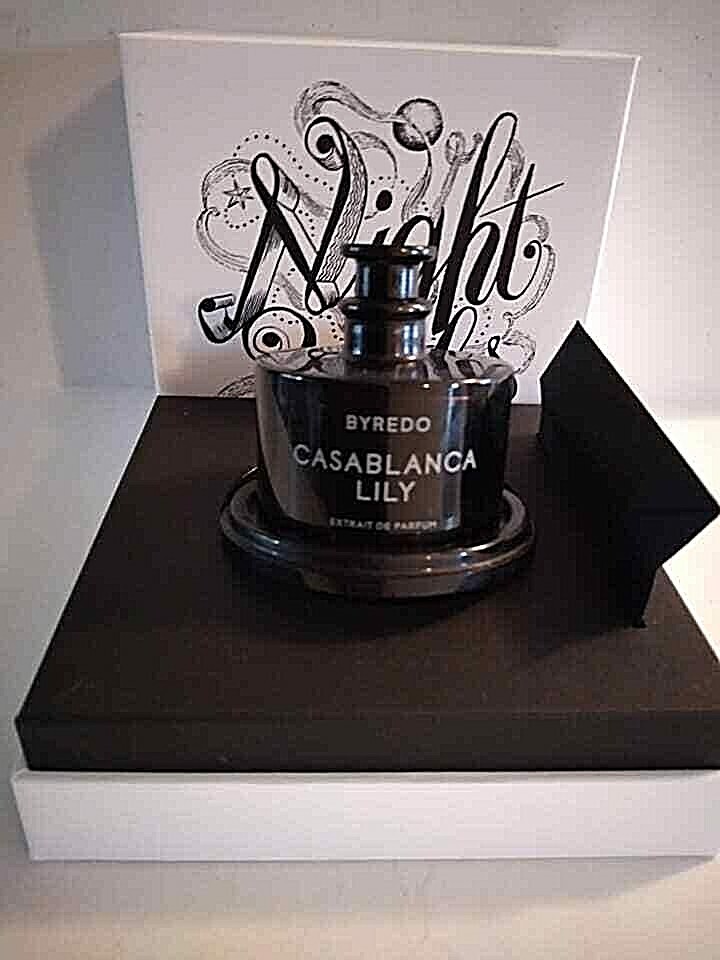 Night
BYREDO
CASABLANCA
LILY
EXTRAIT DE PARFUM